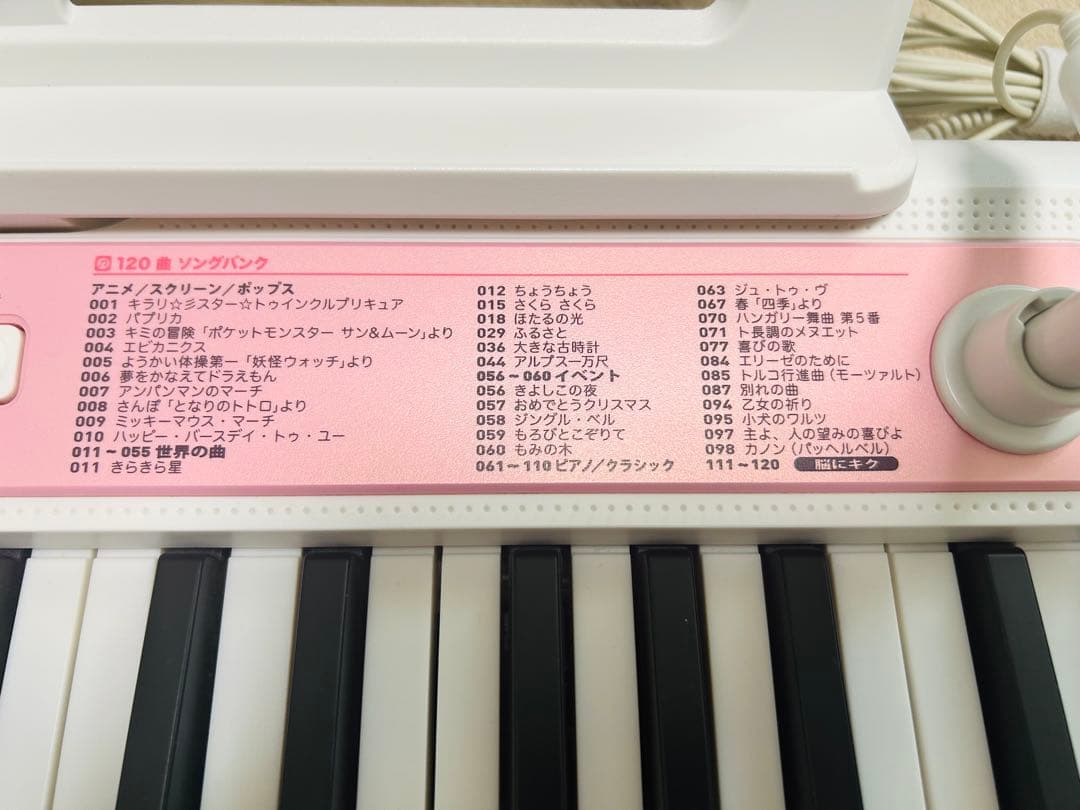 120 曲 ソングバンク
アニメ／スクリーン／ポップス
001 キラリ☆彡スター☆トゥインクルプリキュア
002 パプリカ
003 キミの冒険「ポケットモンスター サン&ムーン」より
004 エビカニクス
005 ようかい体操第一「妖怪ウォッチ」より
006 夢をかなえてドラえもん
007 アンパンマンのマーチ
008 さんぽ「となりのトトロ」より
009 ミッキーマウス・マーチ
010 ハッピー・バースデイ・トゥ・ユー
011～055 世界の曲
011 きらきら星
012 ちょうちょう
015 さくら さくら
018 ほたるの光
029 ふるさと
036 大きな古時計
044 アルプス一万尺
056～060 イベント
056 きよしこの夜
057 おめでとうクリスマス
058 ジングル・ベル
059 もろびとこぞりて
060 もみの木
061～110 ピアノ／クラシック
063 ジュ・トゥ・ヴ
067 春「四季」より
070 ハンガリー舞曲 第5番
071 ト長調のメヌエット
077 喜びの歌
084 エリーゼのために
085 トルコ行進曲（モーツァルト）
087 別れの曲
094 乙女の祈り
095 小犬のワルツ
097 主よ、人の望みの喜びよ
098 カノン（パッヘルベル）
111～120 脳にキク